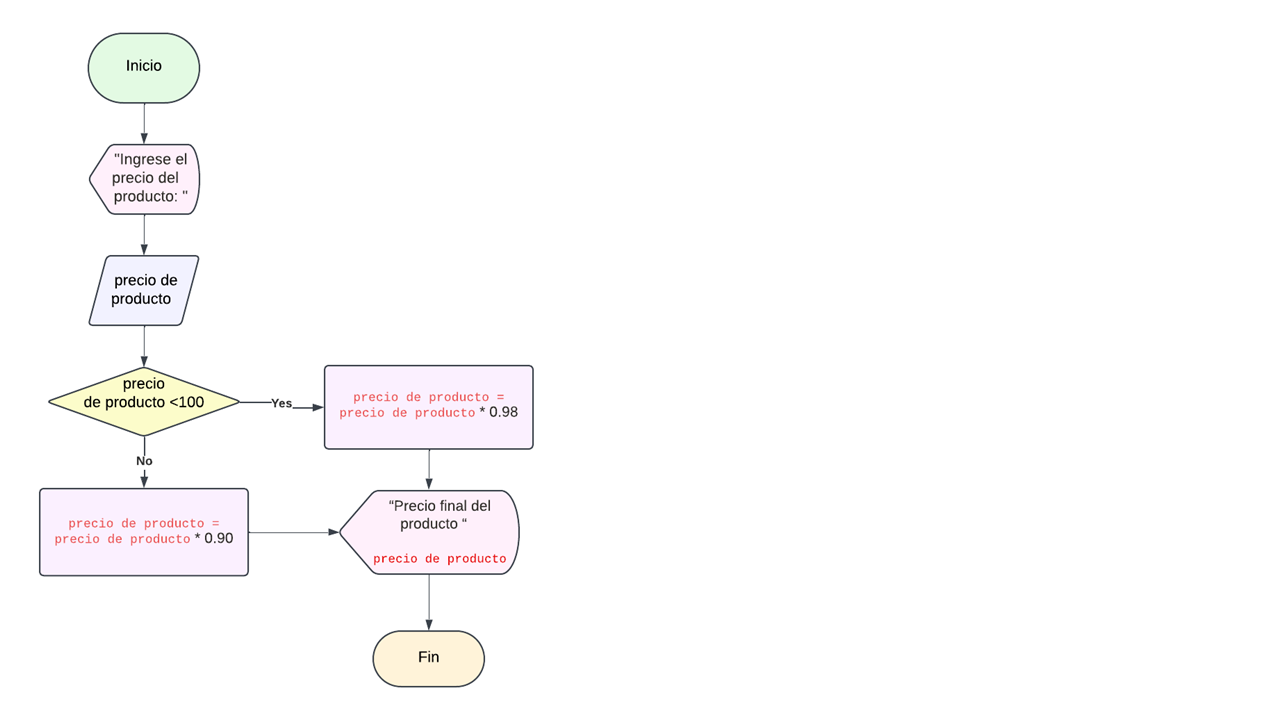 Inicio
"Ingrese el
precio del
producto: "
precio de
producto
precio
de producto <100
Yes
precio de producto =
precio de producto * 0.98
No
precio de producto =
precio de producto * 0.90
“Precio final del
producto “
precio de producto
Fin